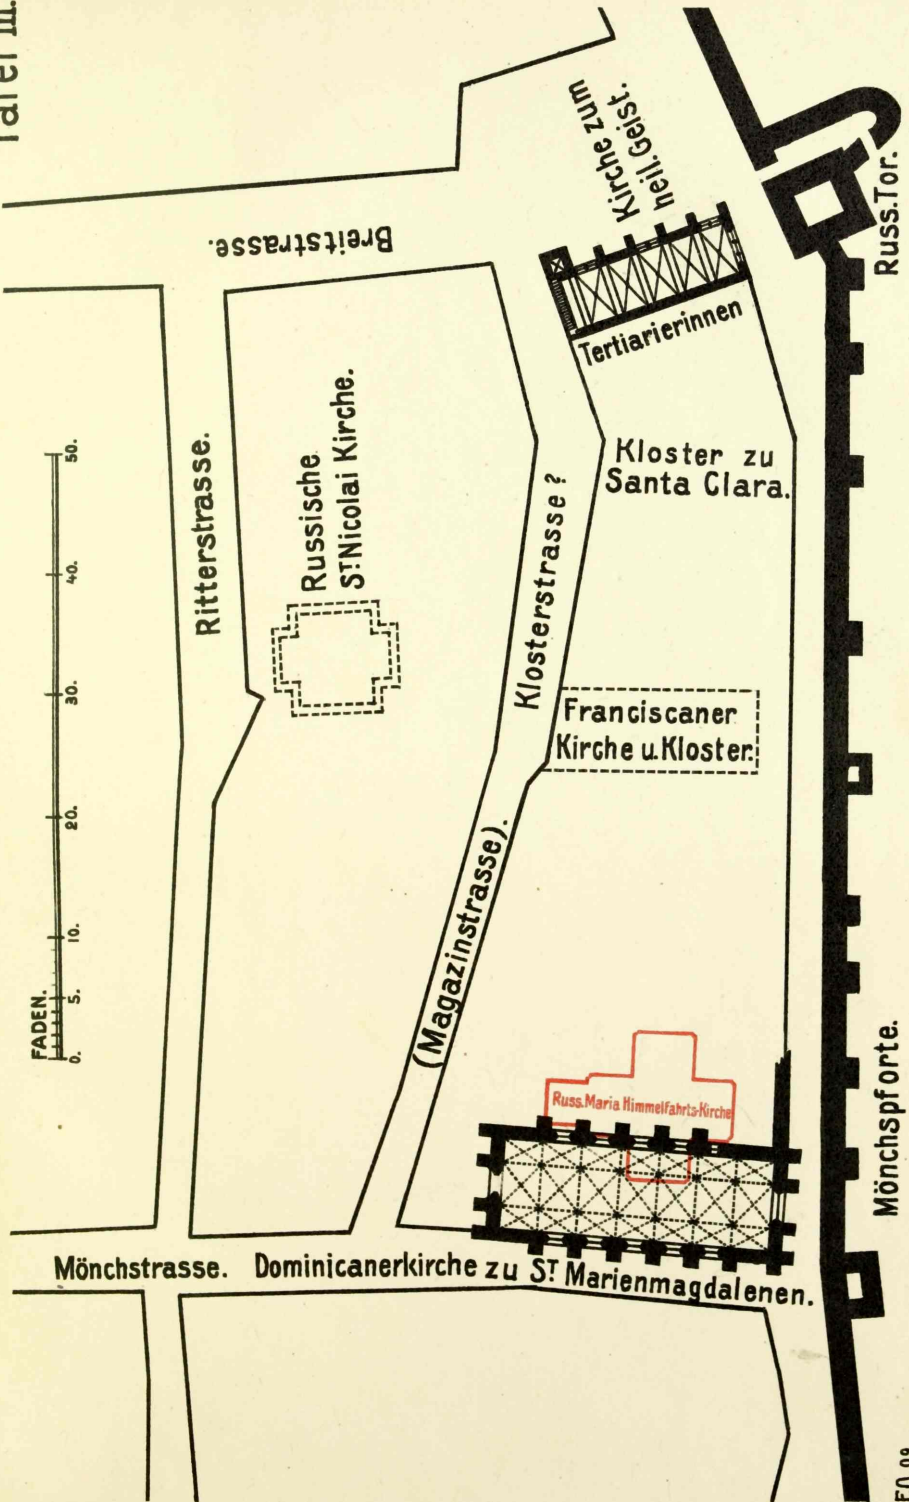 Tafel III.
Kirche zum
heil. Geist.
Russ. Tor.
Breitstrasse.
Tertiarierinnen
Russische
ST Nicolai Kirche.
Ritterstrasse.
Kloster zu
Santa Clara.
Klosterstrasse?
Franciscaner
Kirche u. Kloster.
(Magazinstrasse).
FADEN.
0. 5. 10. 20. 30. 40. 50.
Russ. Maria Himmelfahrts-Kirche
Mönchspforte.
Mönchstrasse. Dominicanerkirche zu ST Marienmagdalenen.